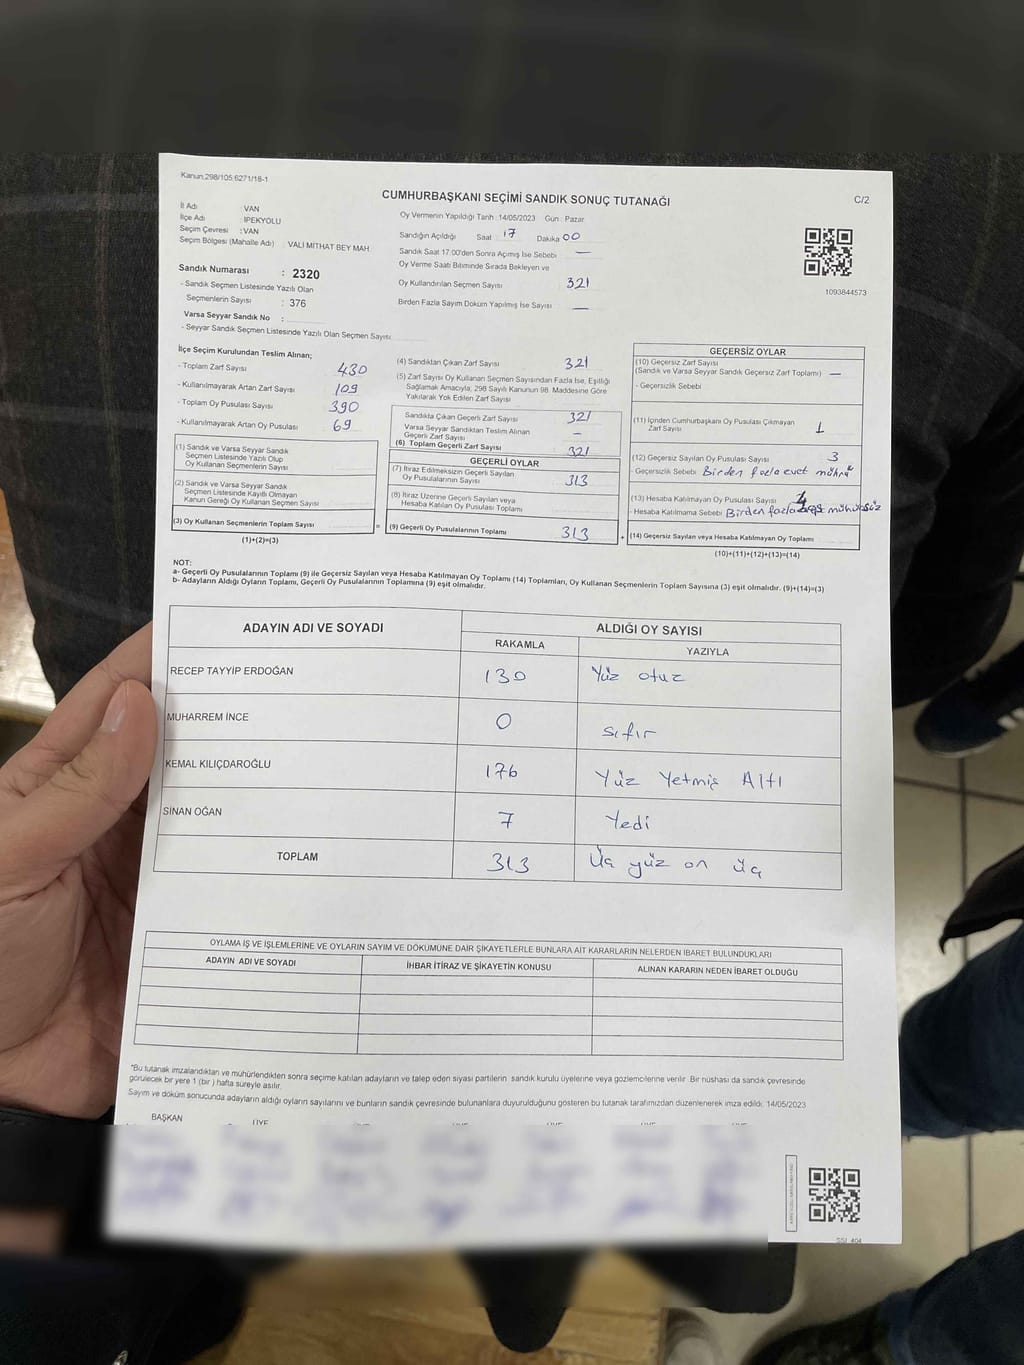 Kanun:298/105;6271/18-1
CUMHURBAŞKANI SEÇİMİ SANDIK SONUÇ TUTANAĞI
C/2
İl Adı : VAN
İlçe Adı : İPEKYOLU
Seçim Çevresi : VAN
Seçim Bölgesi (Mahalle Adı) : VALİ MİTHAT BEY MAH.
Sandık Numarası : 2320
- Sandık Seçmen Listesinde Yazılı Olan
Seçmenlerin Sayısı : 376
Varsa Seyyar Sandık No :
- Seyyar Sandık Seçmen Listesinde Yazılı Olan Seçmen Sayısı:
Oy Vermenin Yapıldığı Tarih :14/05/2023 Gün : Pazar
Sandığın Açıldığı Saat 17 Dakika 00
Sandık Saat 17:00'den Sonra Açımış İse Sebebi —
Oy Verme Saati Bitiminde Sırada Bekleyen ve
Oy Kullandırılan Seçmen Sayısı 321
Birden Fazla Sayım Döküm Yapılmış İse Sayısı —
1093844573
İlçe Seçim Kurulundan Teslim Alınan;
- Toplam Zarf Sayısı 430
- Kullanılmayarak Artan Zarf Sayısı 109
- Toplam Oy Pusulası Sayısı 390
- Kullanılmayarak Artan Oy Pusulası 69
(1) Sandık ve Varsa Seyyar Sandık
Seçmen Listesinde Yazılı Olup
Oy Kullanan Seçmenlerin Sayısı
(2) Sandık ve Varsa Seyyar Sandık
Seçmen Listesinde Kayıtlı Olmayan
Kanun Gereği Oy Kullanan Seçmen Sayısı
(3) Oy Kullanan Seçmenlerin Toplam Sayısı
(1)+(2)=(3)
=
(4) Sandıktan Çıkan Zarf Sayısı 321
(5) Zarf Sayısı Oy Kullanan Seçmen Sayısından Fazla İse, Eşitliği
Sağlamak Amacıyla, 298 Sayılı Kanunun 98. Maddesine Göre
Yakılarak Yok Edilen Zarf Sayısı
Sandıkta Çıkan Geçerli Zarf Sayısı 321
Varsa Seyyar Sandıktan Teslim Alınan
Geçerli Zarf Sayısı —
(6) Toplam Geçerli Zarf Sayısı 321
GEÇERLİ OYLAR
(7) İtiraz Edilmeksizin Geçerli Sayılan
Oy Pusulalarının Sayısı 313
(8) İtiraz Üzerine Geçerli Sayılan veya
Hesaba Katılan Oy Pusulası Toplamı
(9) Geçerli Oy Pusulalarının Toplamı 313
+
GEÇERSİZ OYLAR
(10) Geçersiz Zarf Sayısı
(Sandık ve Varsa Seyyar Sandık Geçersiz Zarf Toplamı) —
- Geçersizlik Sebebi
(11) İçinden Cumhurbaşkanı Oy Pusulası Çıkmayan
Zarf Sayısı 1
(12) Geçersiz Sayılan Oy Pusulası Sayısı 3
- Geçersizlik Sebebi Birden fazla evet mührü
(13) Hesaba Katılmayan Oy Pusulası Sayısı 4
- Hesaba Katılmama Sebebi Birden fazla mühürsüz
(14) Geçersiz Sayılan veya Hesaba Katılmayan Oy Toplamı
(10)+(11)+(12)+(13)=(14)
NOT:
a- Geçerli Oy Pusulalarının Toplamı (9) ile Geçersiz Sayılan veya Hesaba Katılmayan Oy Toplamı (14) Toplamları, Oy Kullanan Seçmenlerin Toplam Sayısına (3) eşit olmalıdır. (9)+(14)=(3)
b- Adayların Aldığı Oyların Toplamı, Geçerli Oy Pusulalarının Toplamına (9) eşit olmalıdır.
ADAYIN ADI VE SOYADI
ALDIĞI OY SAYISI
RAKAMLA YAZIYLA
RECEP TAYYİP ERDOĞAN 130 Yüz otuz
MUHARREM İNCE 0 sıfır
KEMAL KILIÇDAROĞLU 176 Yüz Yetmiş Altı
SİNAN OĞAN 7 Yedi
TOPLAM 313 Üç yüz on üç
OYLAMA İŞ VE İŞLEMLERİNE VE OYLARIN SAYIM VE DÖKÜMÜNE DAİR ŞİKAYETLERLE BUNLARA AİT KARARLARIN NELERDEN İBARET BULUNDUKLARI
ADAYIN ADI VE SOYADI İHBAR İTİRAZ VE ŞİKAYETİN KONUSU ALINAN KARARIN NEDEN İBARET OLDUĞU
*Bu tutanak imzalandıktan ve mühürlendikten sonra seçime katılan adayların ve talep eden siyasi partilerin sandık kurulu üyelerine veya gözlemcilerine verilir. Bir nüshası da sandık çevresinde
görülecek bir yere 1 (bir) hafta süreyle asılır.
Sayım ve döküm sonucunda adayların aldığı oyların sayılarını ve bunların sandık çevresinde bulunanlara duyurulduğunu gösteren bu tutanak tarafımızdan düzenlenerek imza edildi. 14/05/2023
BAŞKAN ÜYE ÜYE ÜYE ÜYE ÜYE ÜYE